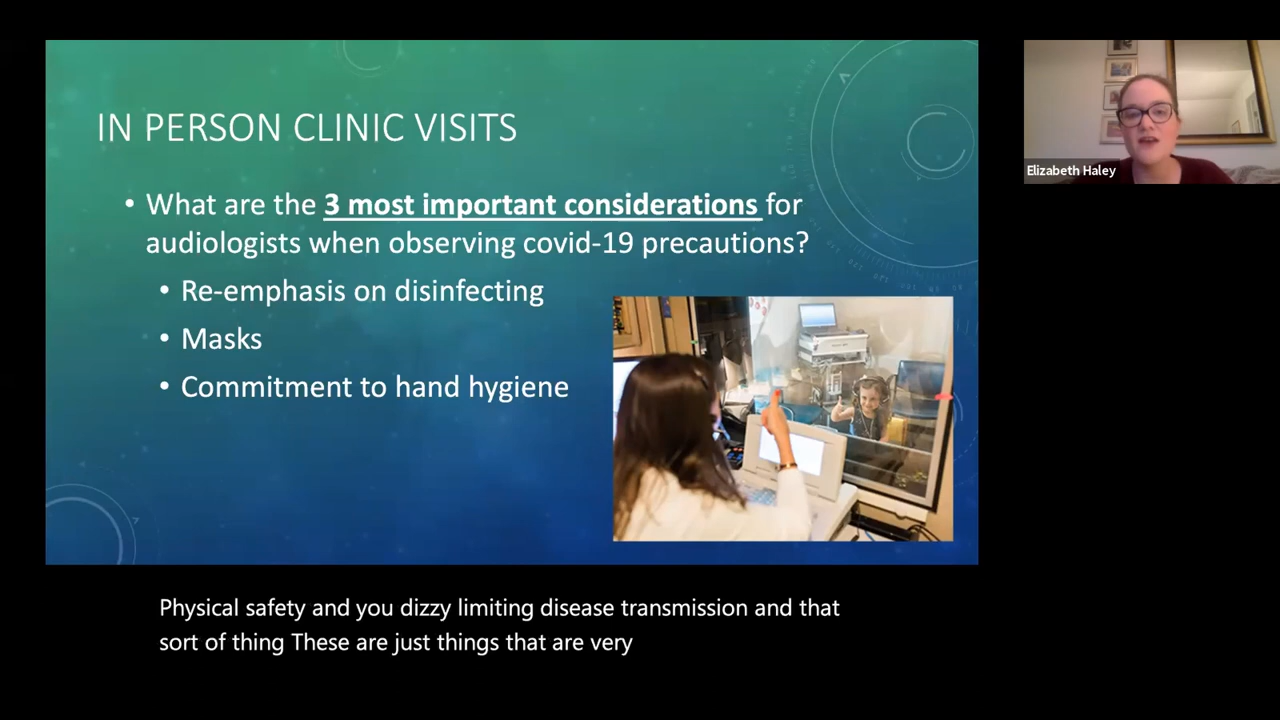 IN PERSON CLINIC VISITS
• What are the 3 most important considerations for
audiologists when observing covid-19 precautions?
• Re-emphasis on disinfecting
• Masks
• Commitment to hand hygiene
Elizabeth Haley
Physical safety and you dizzy limiting disease transmission and that
sort of thing These are just things that are very